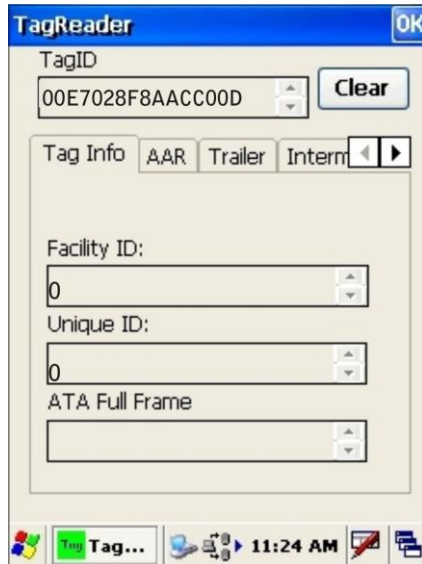 TagReader OK
TagID
00E7028F8AACC00D Clear
Tag Info AAR Trailer Interm
Facility ID:
0
Unique ID:
0
ATA Full Frame
Tag... 11:24 AM